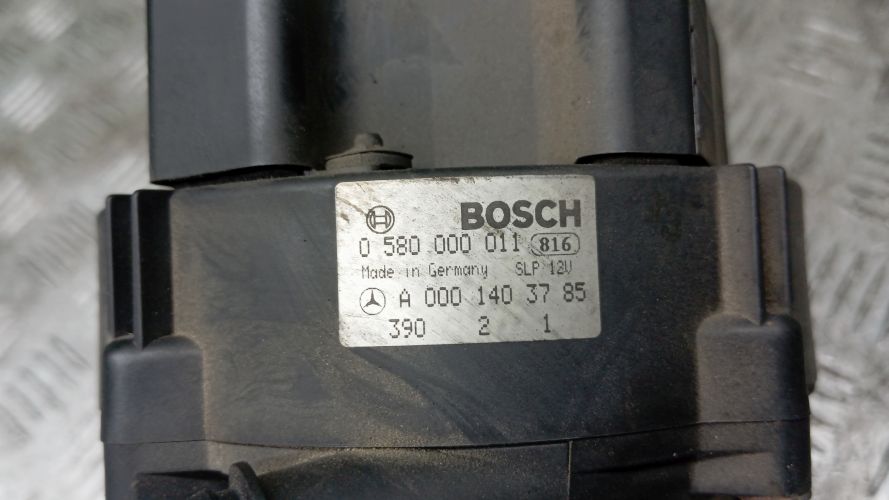 BOSCH
0 580 000 011 816
Made in Germany SLP 12V
A 000 140 37 85
390 2 1